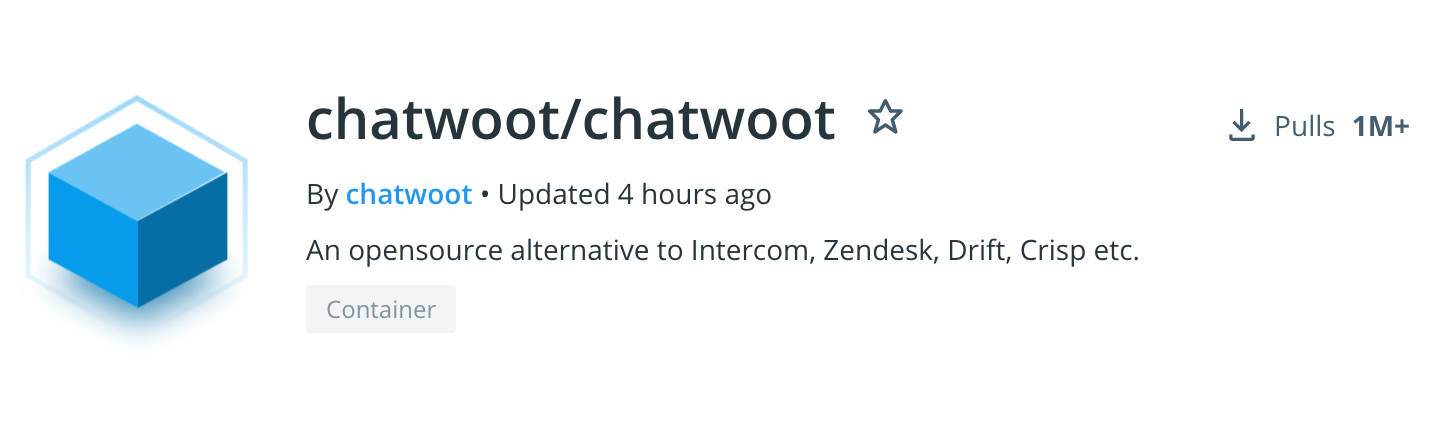 chatwoot/chatwoot
Pulls 1M+
By chatwoot • Updated 4 hours ago
An opensource alternative to Intercom, Zendesk, Drift, Crisp etc.
Container